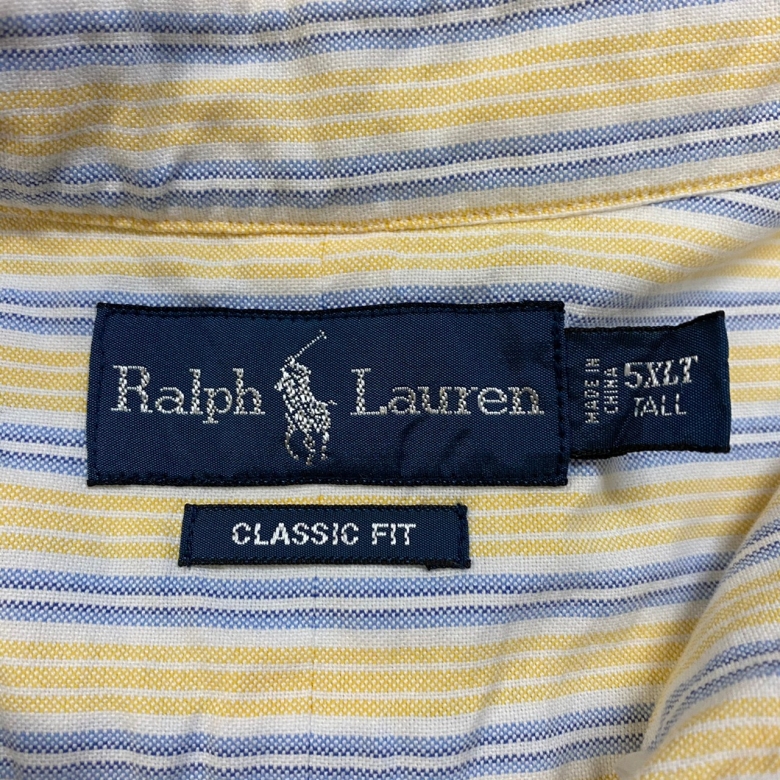 Ralph Lauren
MADE IN
CHINA
5XLT
TALL
CLASSIC FIT